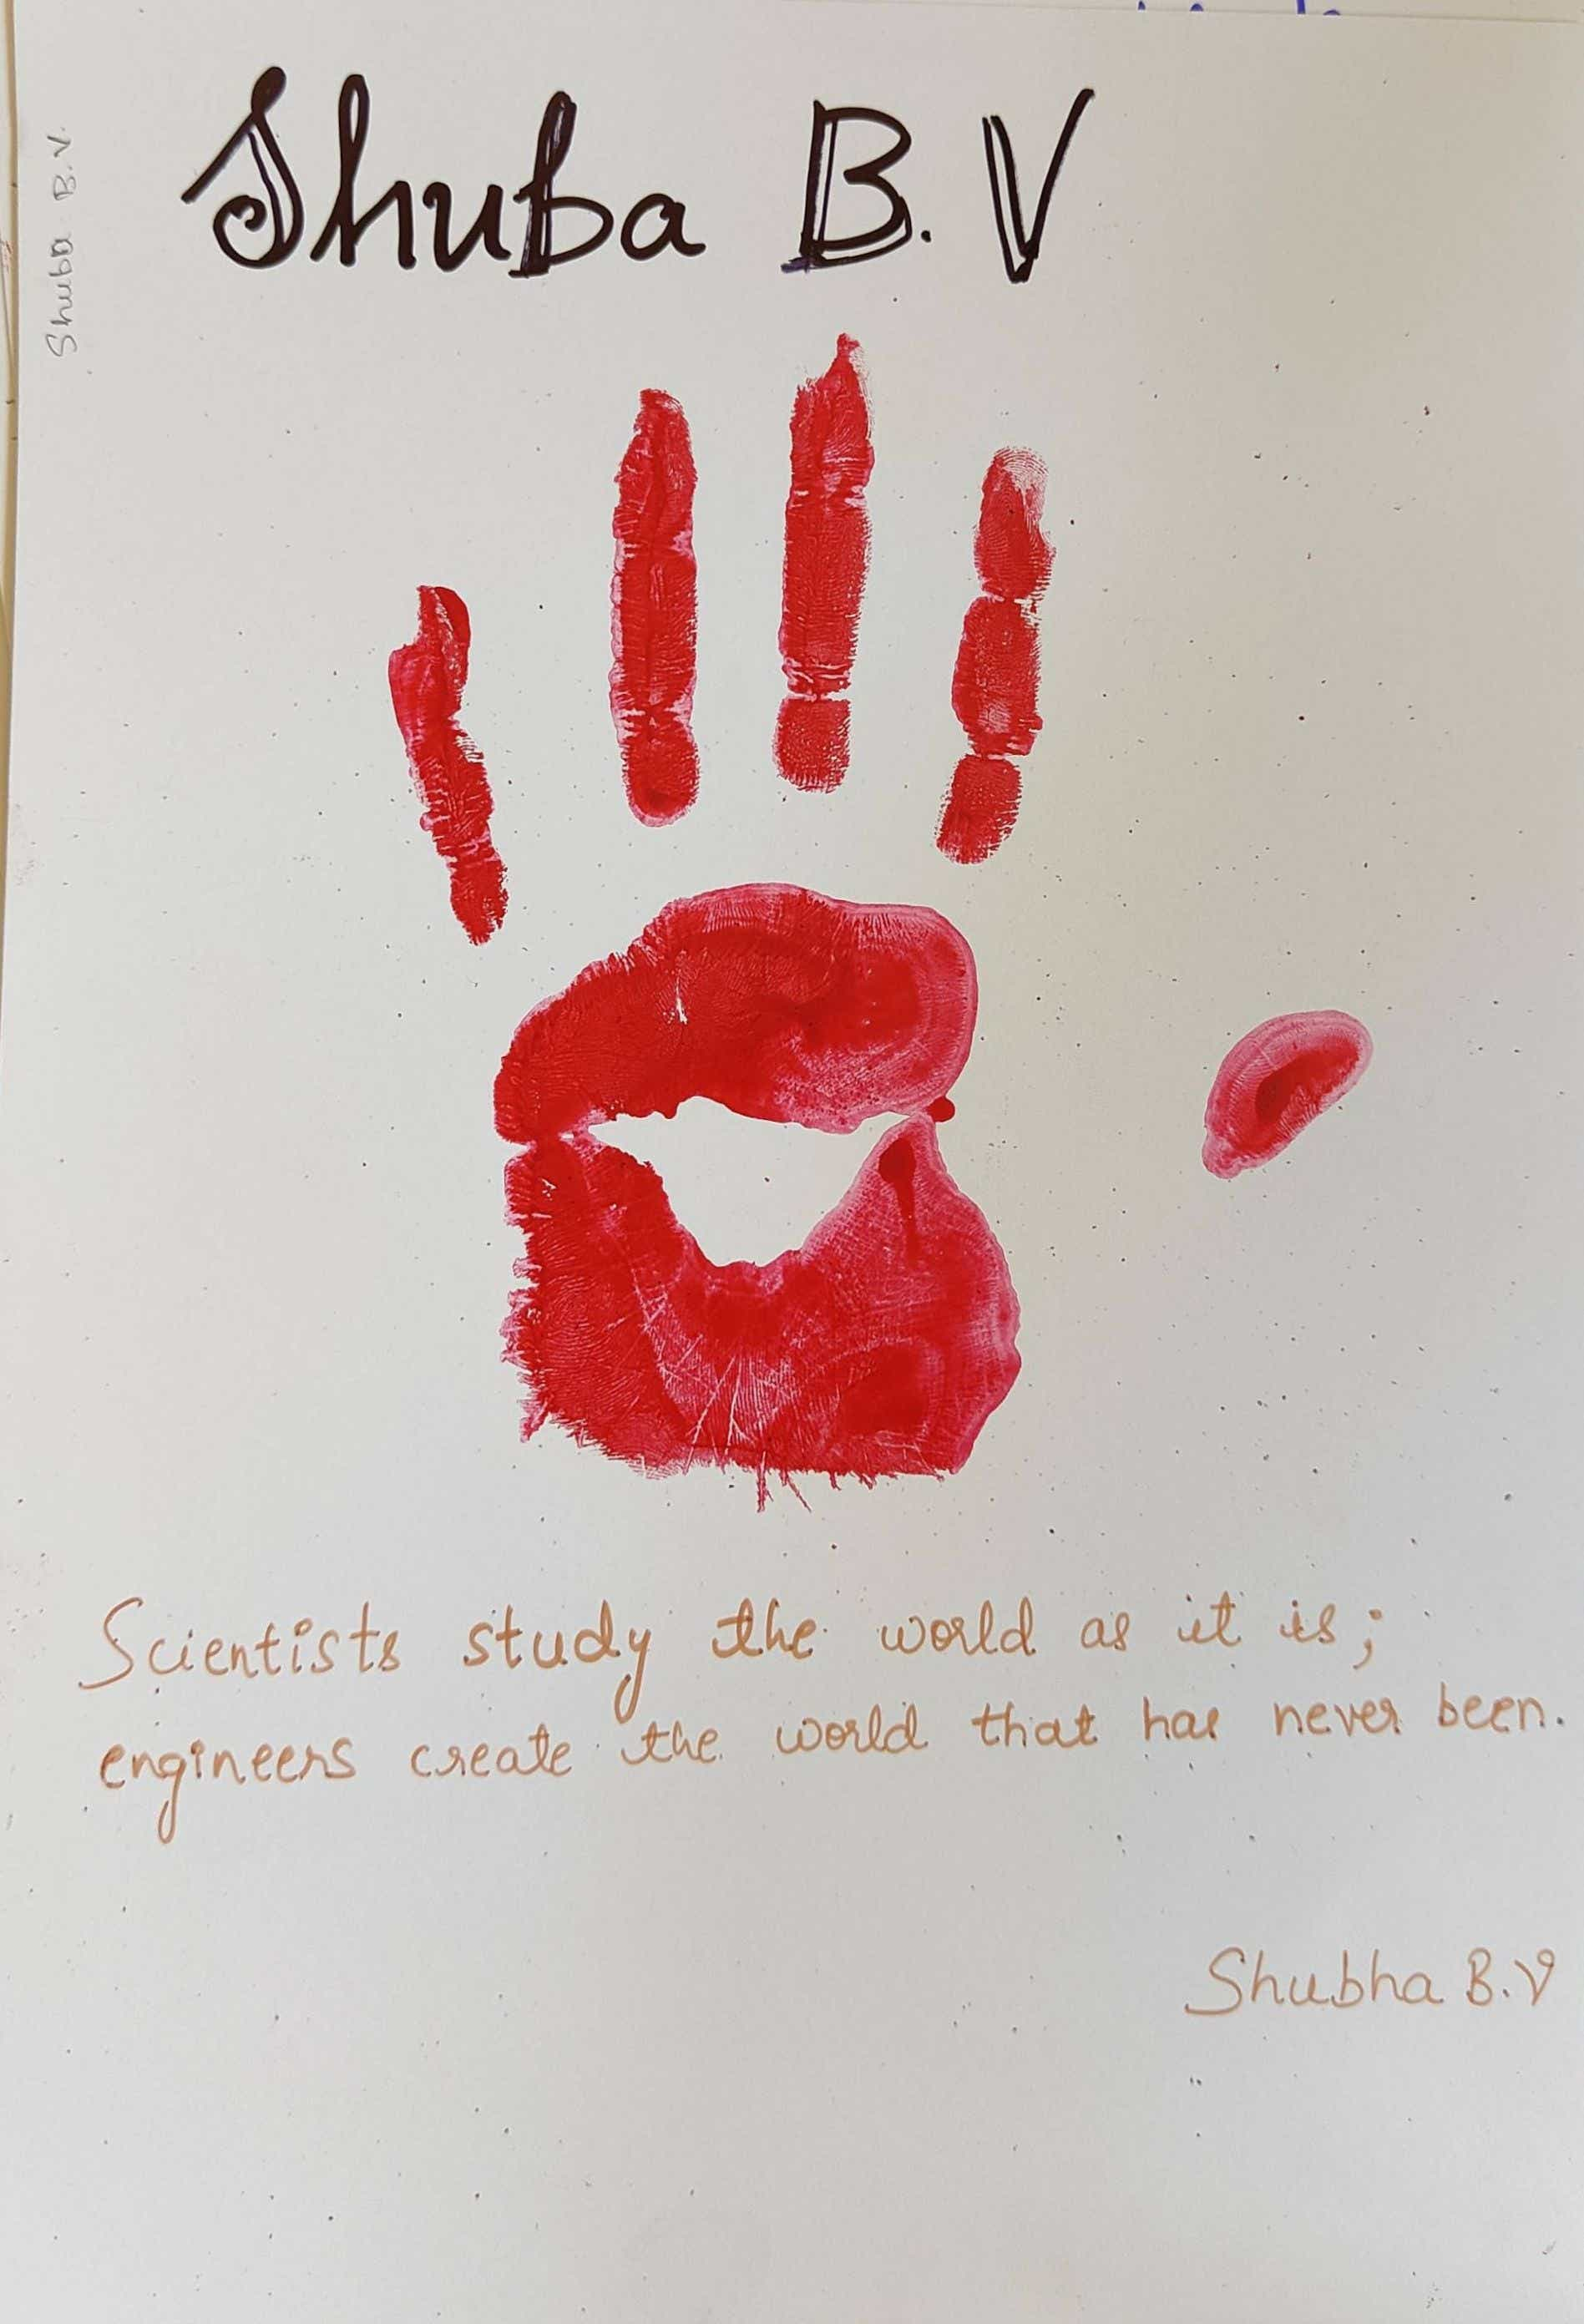 Shuba B.V
Shuba B.V.
Scientists study the world as it is;
engineers create the world that has never been.
Shubha B.V